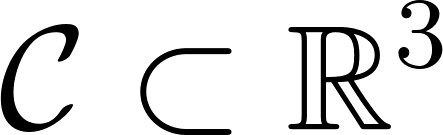 𝒞 ⊂ ℝ³